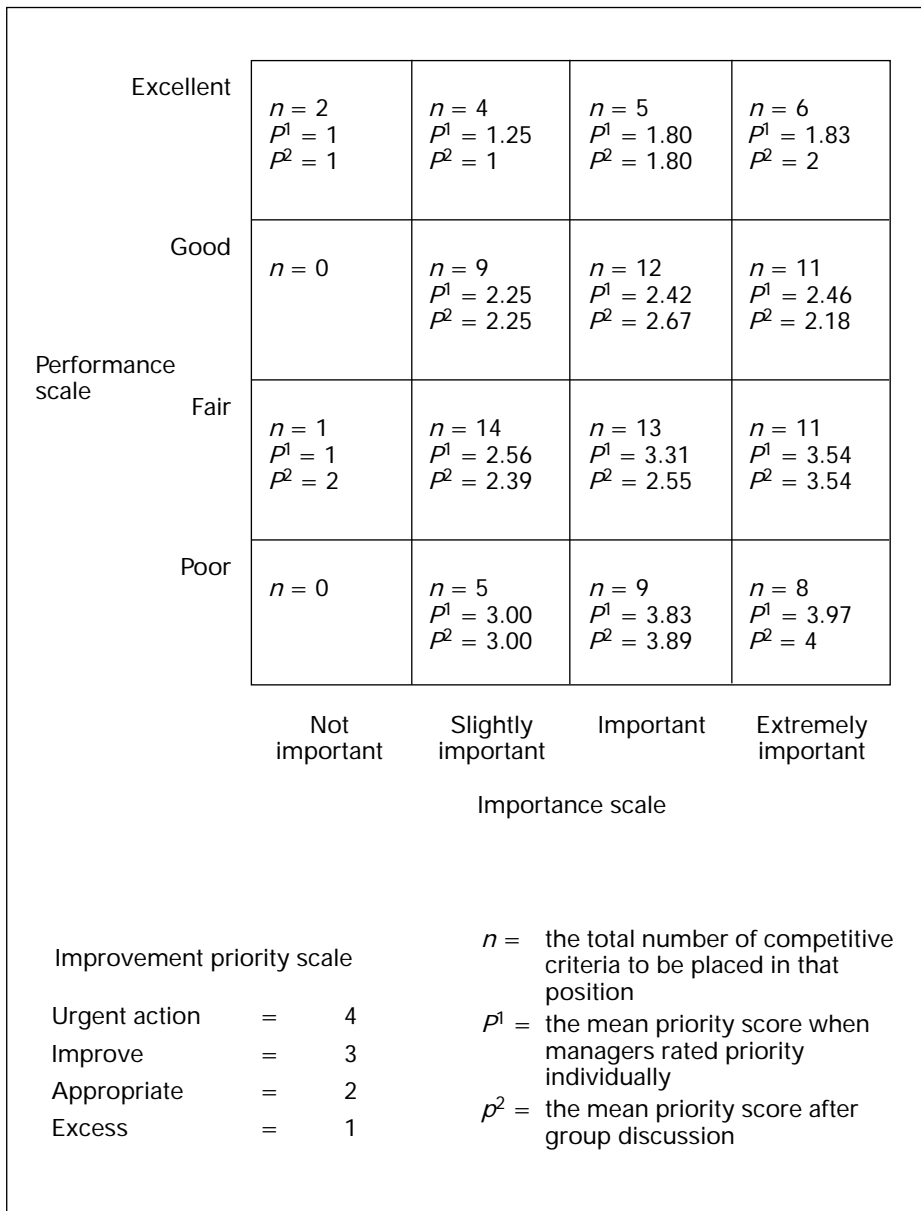 Excellent
n = 2
P¹ = 1
P² = 1
n = 4
P¹ = 1.25
P² = 1
n = 5
P¹ = 1.80
P² = 1.80
n = 6
P¹ = 1.83
P² = 2
Good
n = 0
n = 9
P¹ = 2.25
P² = 2.25
n = 12
P¹ = 2.42
P² = 2.67
n = 11
P¹ = 2.46
P² = 2.18
Performance
scale
Fair
n = 1
P¹ = 1
P² = 2
n = 14
P¹ = 2.56
P² = 2.39
n = 13
P¹ = 3.31
P² = 2.55
n = 11
P¹ = 3.54
P² = 3.54
Poor
n = 0
n = 5
P¹ = 3.00
P² = 3.00
n = 9
P¹ = 3.83
P² = 3.89
n = 8
P¹ = 3.97
P² = 4
Not
important
Slightly
important
Important
Extremely
important
Importance scale
Improvement priority scale
Urgent action = 4
Improve = 3
Appropriate = 2
Excess = 1
n = the total number of competitive
criteria to be placed in that
position
P¹ = the mean priority score when
managers rated priority
individually
p² = the mean priority score after
group discussion